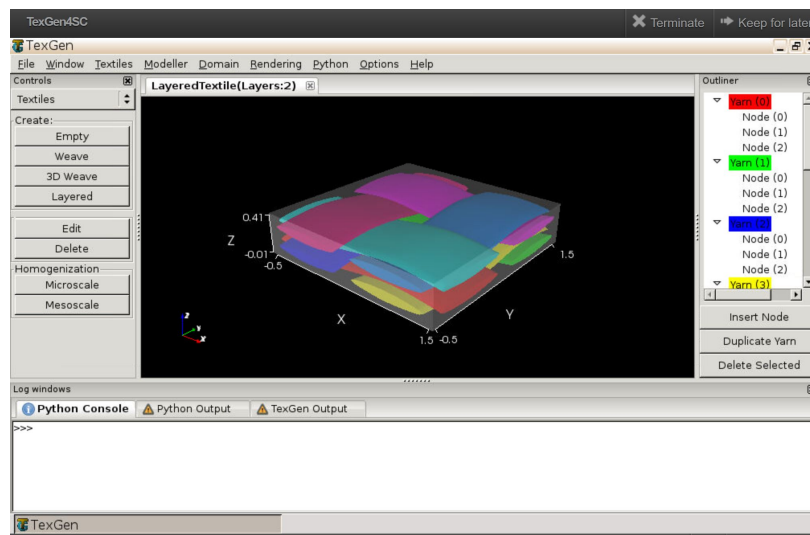 TexGen4SC
Terminate
Keep for later
TexGen
File Window Textiles Modeller Domain Rendering Python Options Help
Controls
LayeredTextile(Layers:2)
Outliner
Textiles
Create:
Empty
Weave
3D Weave
Layered
Edit
Delete
Homogenization
Microscale
Mesoscale
0.41
Z
-0.01
-0.5
X
1.5
-0.5
Y
1.5
z
y
x
Yarn (0)
Node (0)
Node (1)
Node (2)
Yarn (1)
Node (0)
Node (1)
Node (2)
Yarn (2)
Node (0)
Node (1)
Node (2)
Yarn (3)
Insert Node
Duplicate Yarn
Delete Selected
Log windows
Python Console
Python Output
TexGen Output
>>>
TexGen